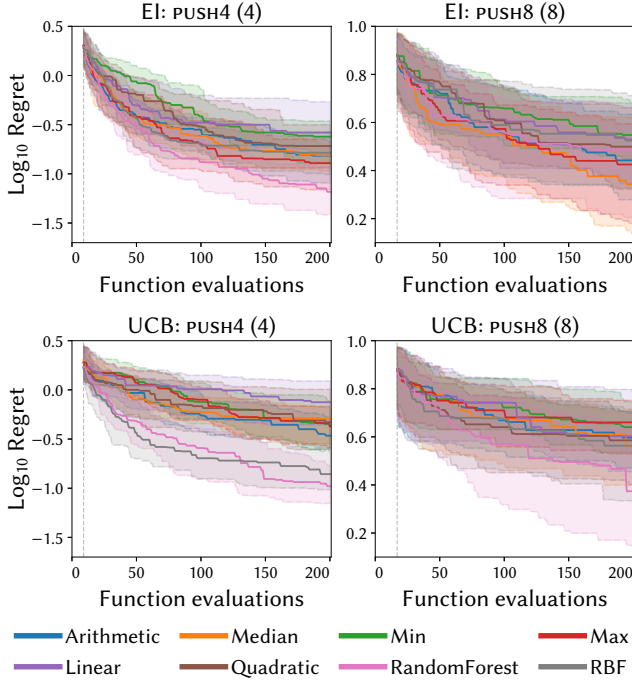 EI: PUSH4 (4)
EI: PUSH8 (8)
Log10 Regret
0.5
0.0
−0.5
−1.0
−1.5
1.0
0.8
0.6
0.4
0.2
0 50 100 150 200
0 50 100 150 200
Function evaluations
Function evaluations
UCB: PUSH4 (4)
UCB: PUSH8 (8)
Log10 Regret
0.5
0.0
−0.5
−1.0
−1.5
1.0
0.8
0.6
0.4
0.2
0 50 100 150 200
0 50 100 150 200
Function evaluations
Function evaluations
Arithmetic Median Min Max
Linear Quadratic RandomForest RBF